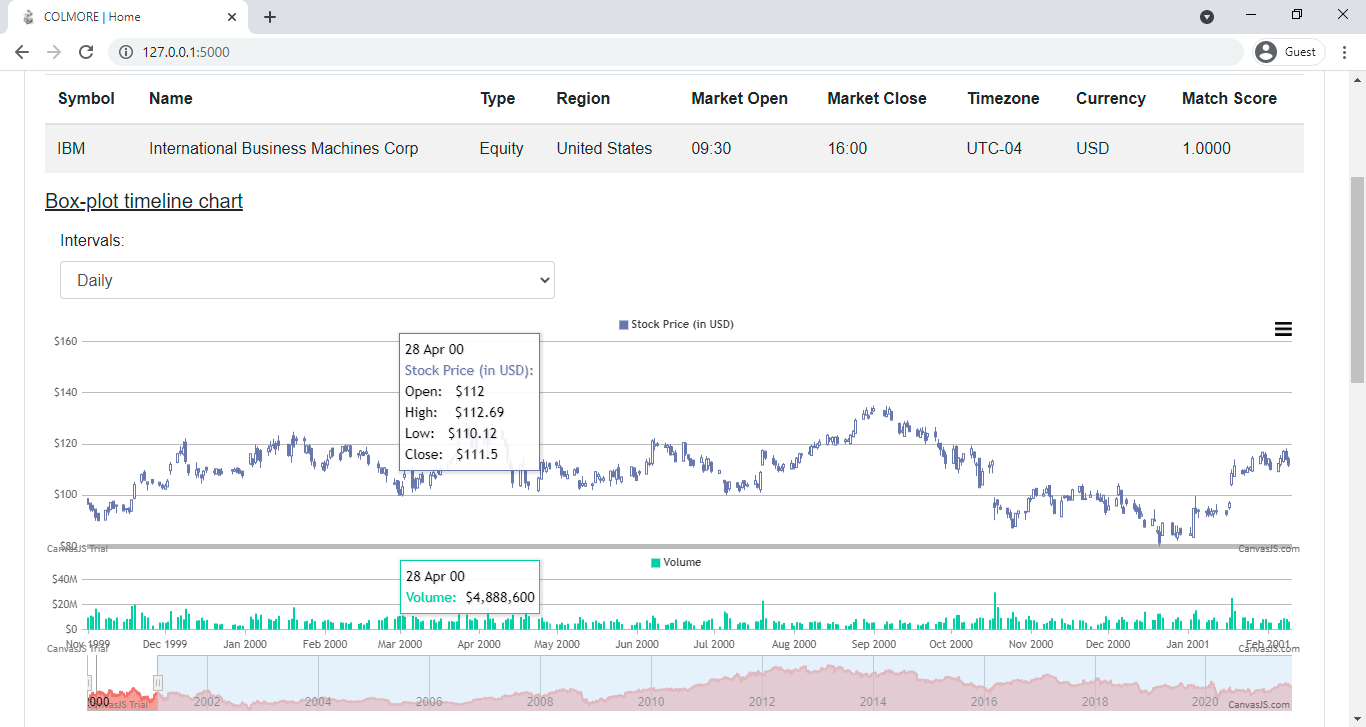 COLMORE | Home
127.0.0.1:5000
Guest
Symbol Name Type Region Market Open Market Close Timezone Currency Match Score
IBM International Business Machines Corp Equity United States 09:30 16:00 UTC-04 USD 1.0000
Box-plot timeline chart
Intervals:
Daily
Stock Price (in USD)
$160
28 Apr 00
Stock Price (in USD):
Open: $112
High: $112.69
Low: $110.12
Close: $111.5
$140
$120
$100
$80
CanvasJS Trial
CanvasJS.com
Volume
28 Apr 00
Volume: $4,888,600
$40M
$20M
$0
Nov 1999 Dec 1999 Jan 2000 Feb 2000 Mar 2000 Apr 2000 May 2000 Jun 2000 Jul 2000 Aug 2000 Sep 2000 Oct 2000 Nov 2000 Dec 2000 Jan 2001 Feb 2001
CanvasJS Trial
CanvasJS.com
2000 2002 2004 2006 2008 2010 2012 2014 2016 2018 2020
CanvasJS Trial
CanvasJS.com